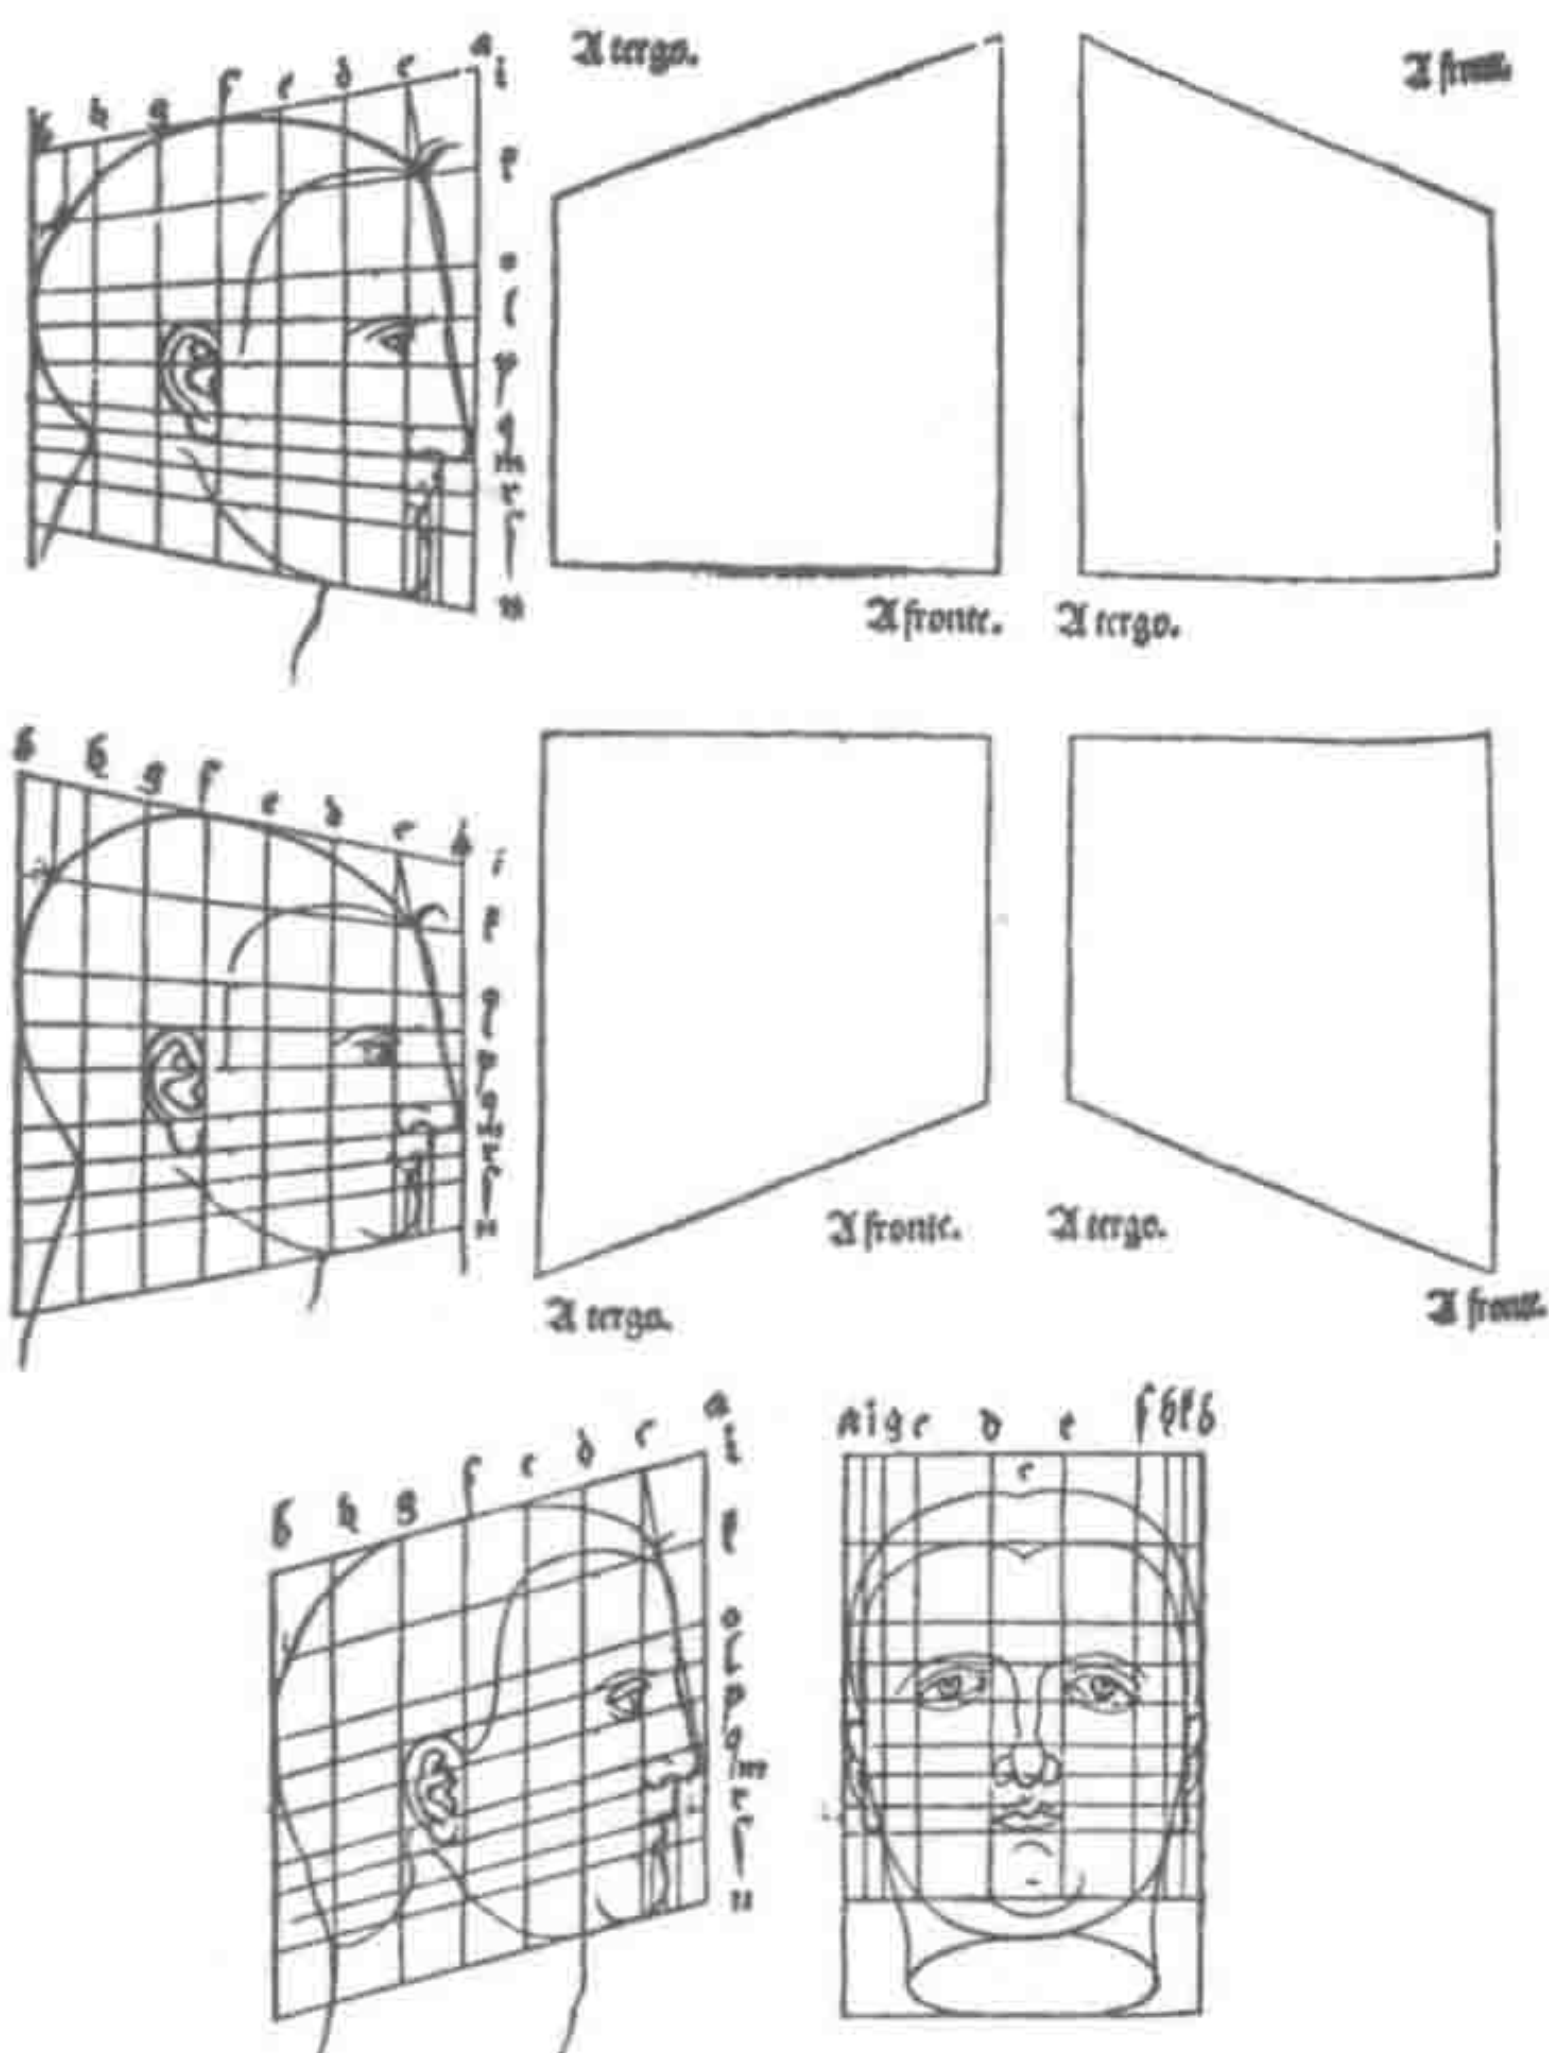 A tergo.
A fronte.
b h g f e d c a
i
k
o
l
p
q
m
r
s
n
A fronte.
A tergo.
b h g f e d c
i
k
o
l
p
q
m
r
s
n
A fronte.
A tergo.
A tergo.
A fronte.
b h g f e d c a
i
k
o
l
p
q
m
r
s
n
a i g c d e f h k b
c